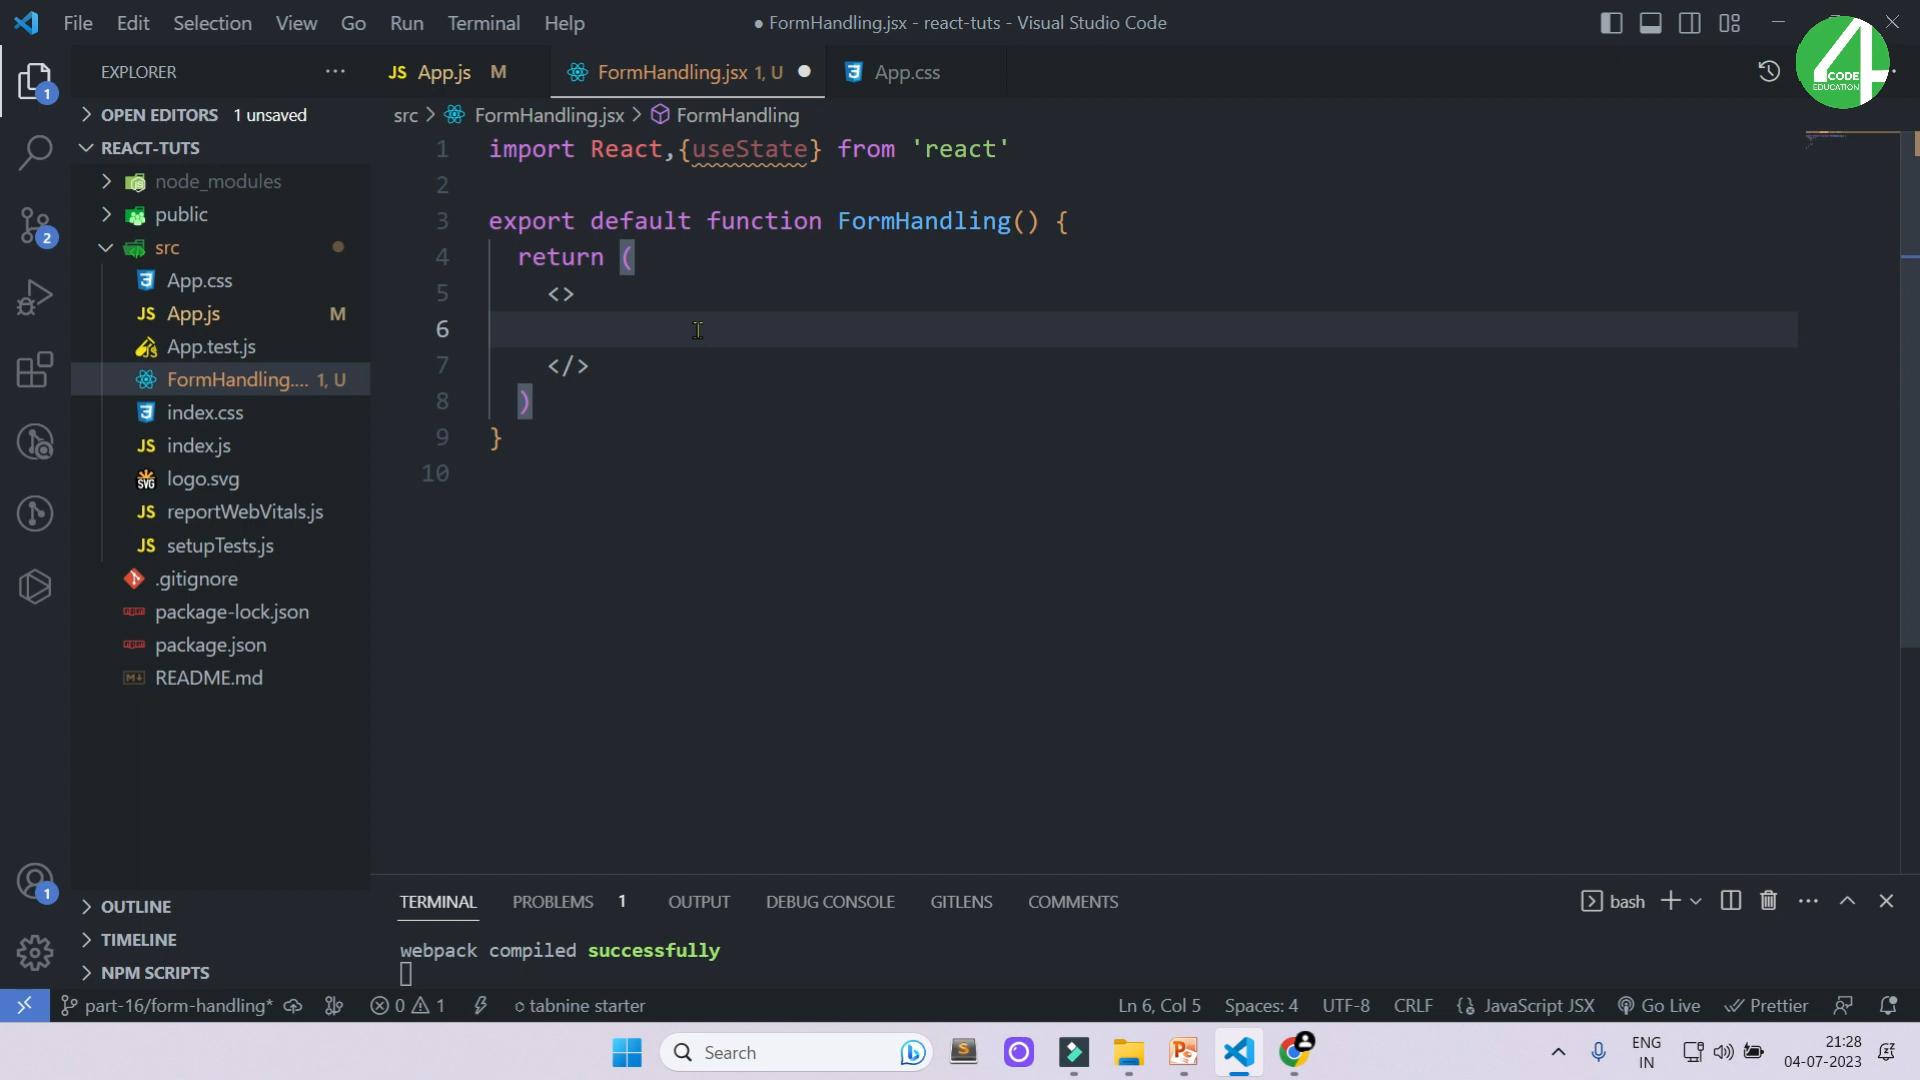 File Edit Selection View Go Run Terminal Help
● FormHandling.jsx - react-tuts - Visual Studio Code
4 CODE EDUCATION
EXPLORER ...
JS App.js M
FormHandling.jsx 1, U ●
App.css
1
OPEN EDITORS 1 unsaved
REACT-TUTS
node_modules
public
src
App.css
JS App.js M
App.test.js
FormHandling.... 1, U
index.css
JS index.js
SVG logo.svg
JS reportWebVitals.js
JS setupTests.js
.gitignore
npm package-lock.json
npm package.json
M↓ README.md
2
1
OUTLINE
TIMELINE
NPM SCRIPTS
src > FormHandling.jsx > FormHandling
1 import React,{useState} from 'react'
2
3 export default function FormHandling() {
4 return (
5 <>
6
7 </>
8 )
9 }
10
TERMINAL PROBLEMS 1 OUTPUT DEBUG CONSOLE GITLENS COMMENTS
bash
webpack compiled successfully
part-16/form-handling* 0 1 tabnine starter
Ln 6, Col 5 Spaces: 4 UTF-8 CRLF {} JavaScript JSX Go Live Prettier
Search
S
P
ENG
IN
21:28
04-07-2023